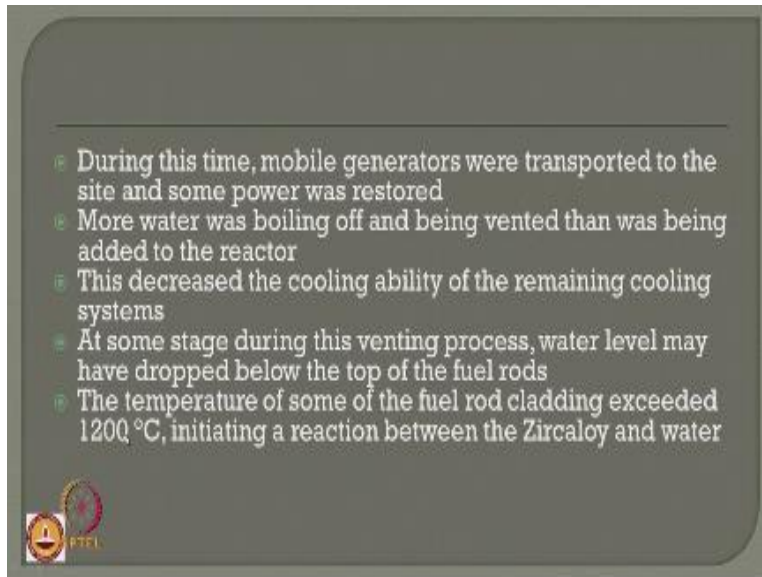 During this time, mobile generators were transported to the
site and some power was restored
More water was boiling off and being vented than was being
added to the reactor
This decreased the cooling ability of the remaining cooling
systems
At some stage during this venting process, water level may
have dropped below the top of the fuel rods
The temperature of some of the fuel rod cladding exceeded
1200 °C, initiating a reaction between the Zircaloy and water
PTEL